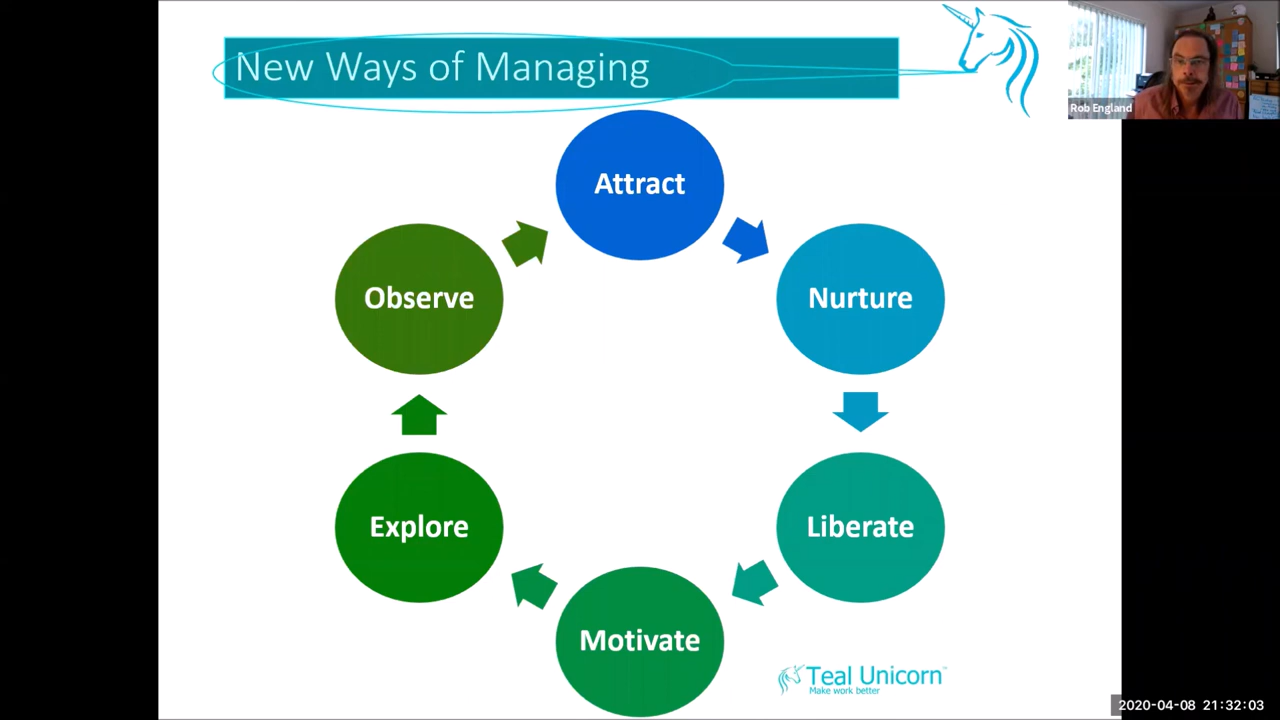 New Ways of Managing
Rob England
Attract
Nurture
Liberate
Motivate
Explore
Observe
Teal Unicorn™
Make work better
2020-04-08 21:32:03